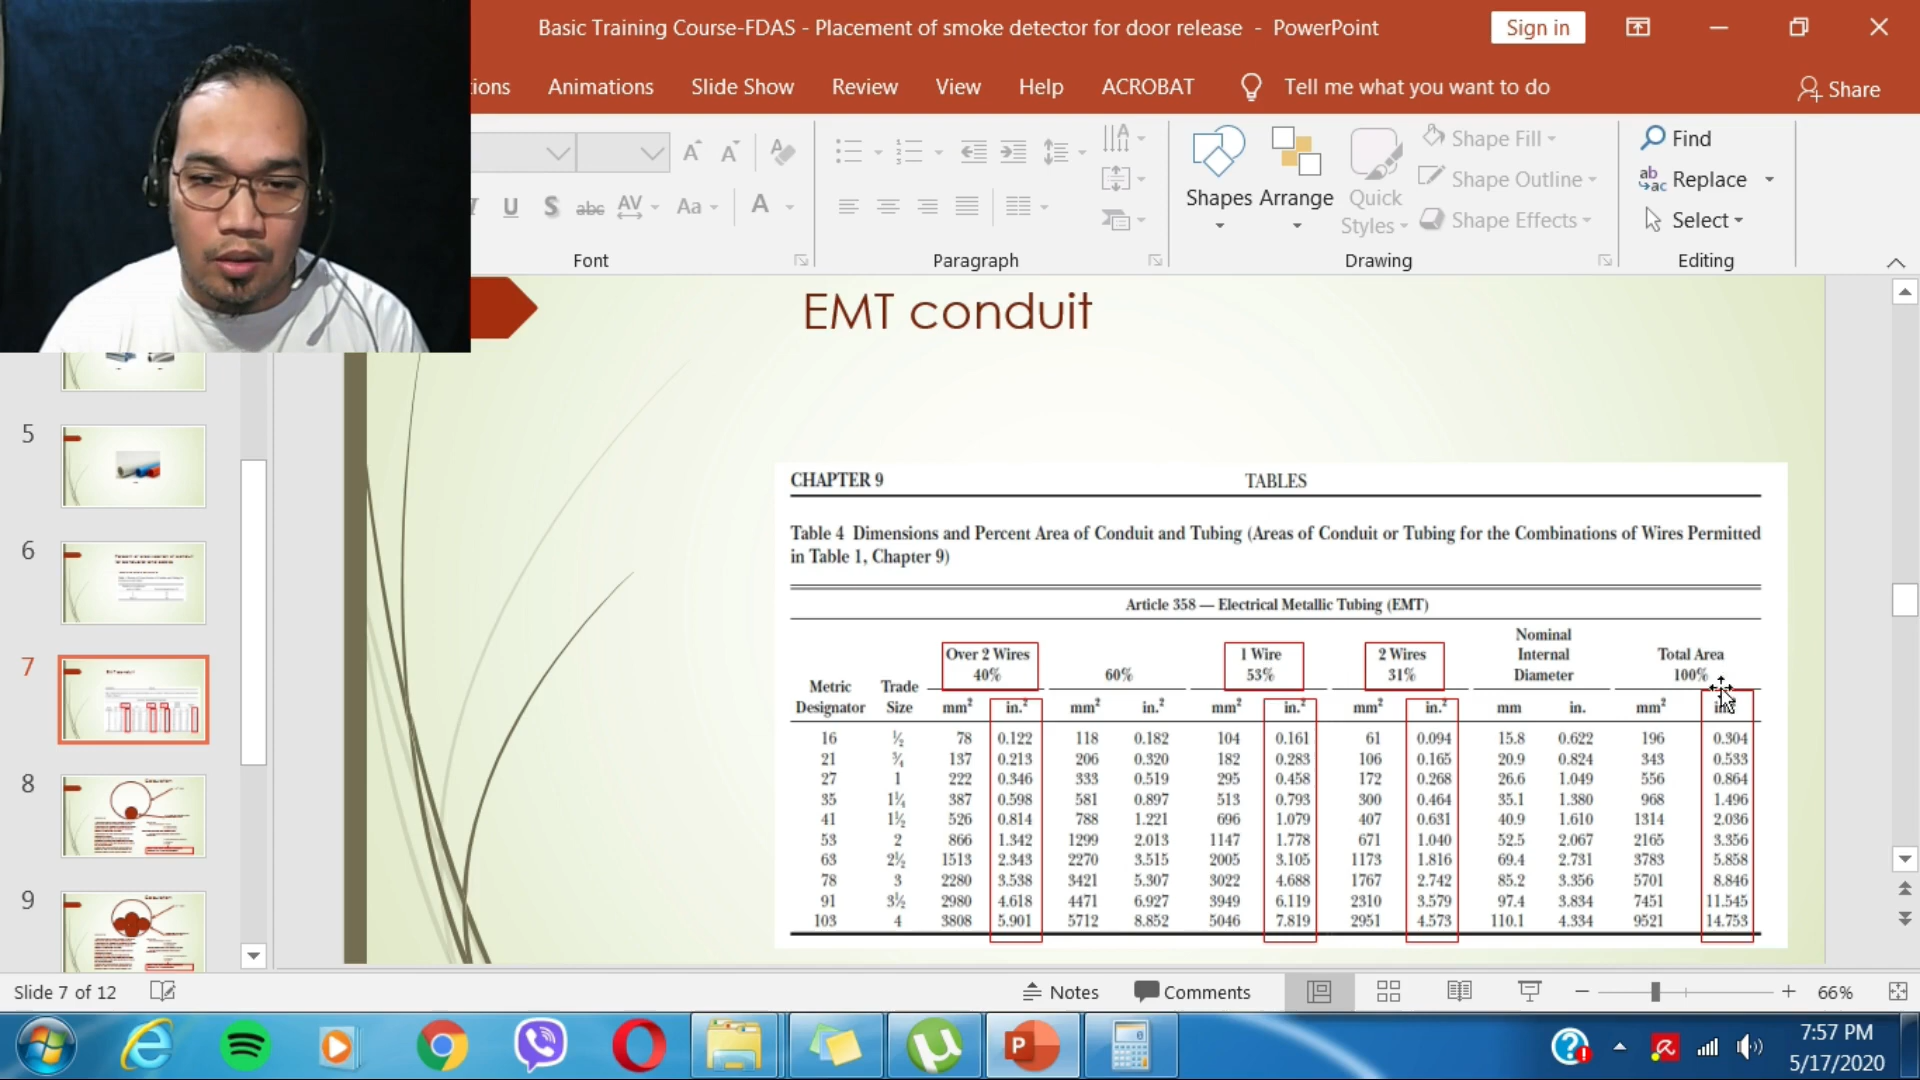 Basic Training Course-FDAS - Placement of smoke detector for door release - PowerPoint
Sign in
ions Animations Slide Show Review View Help ACROBAT Tell me what you want to do
Share
Shapes Arrange Quick Styles
Shape Fill
Shape Outline
Shape Effects
Find
Replace
Select
Font Paragraph Drawing Editing
EMT conduit
CHAPTER 9 TABLES
Table 4 Dimensions and Percent Area of Conduit and Tubing (Areas of Conduit or Tubing for the Combinations of Wires Permitted
in Table 1, Chapter 9)
Article 358 — Electrical Metallic Tubing (EMT)
Metric Designator Trade Size Over 2 Wires 40% 60% 1 Wire 53% 2 Wires 31% Nominal Internal Diameter Total Area 100%
mm² in.² mm² in.² mm² in.² mm² in.² mm in. mm²
16 ½ 78 0.122 118 0.182 104 0.161 61 0.094 15.8 0.622 196 0.304
21 ¾ 137 0.213 206 0.320 182 0.283 106 0.165 20.9 0.824 343 0.533
27 1 222 0.346 333 0.519 295 0.458 172 0.268 26.6 1.049 556 0.864
35 1¼ 387 0.598 581 0.897 513 0.793 300 0.464 35.1 1.380 968 1.496
41 1½ 526 0.814 788 1.221 696 1.079 407 0.631 40.9 1.610 1314 2.036
53 2 866 1.342 1299 2.013 1147 1.778 671 1.040 52.5 2.067 2165 3.356
63 2½ 1513 2.343 2270 3.515 2005 3.105 1173 1.816 69.4 2.731 3783 5.858
78 3 2280 3.538 3421 5.307 3022 4.688 1767 2.742 85.2 3.356 5701 8.846
91 3½ 2980 4.618 4471 6.927 3949 6.119 2310 3.579 97.4 3.834 7451 11.545
103 4 3808 5.901 5712 8.852 5046 7.819 2951 4.573 110.1 4.334 9521 14.753
5
6
7
8
9
Slide 7 of 12
Notes Comments 66%
7:57 PM
5/17/2020